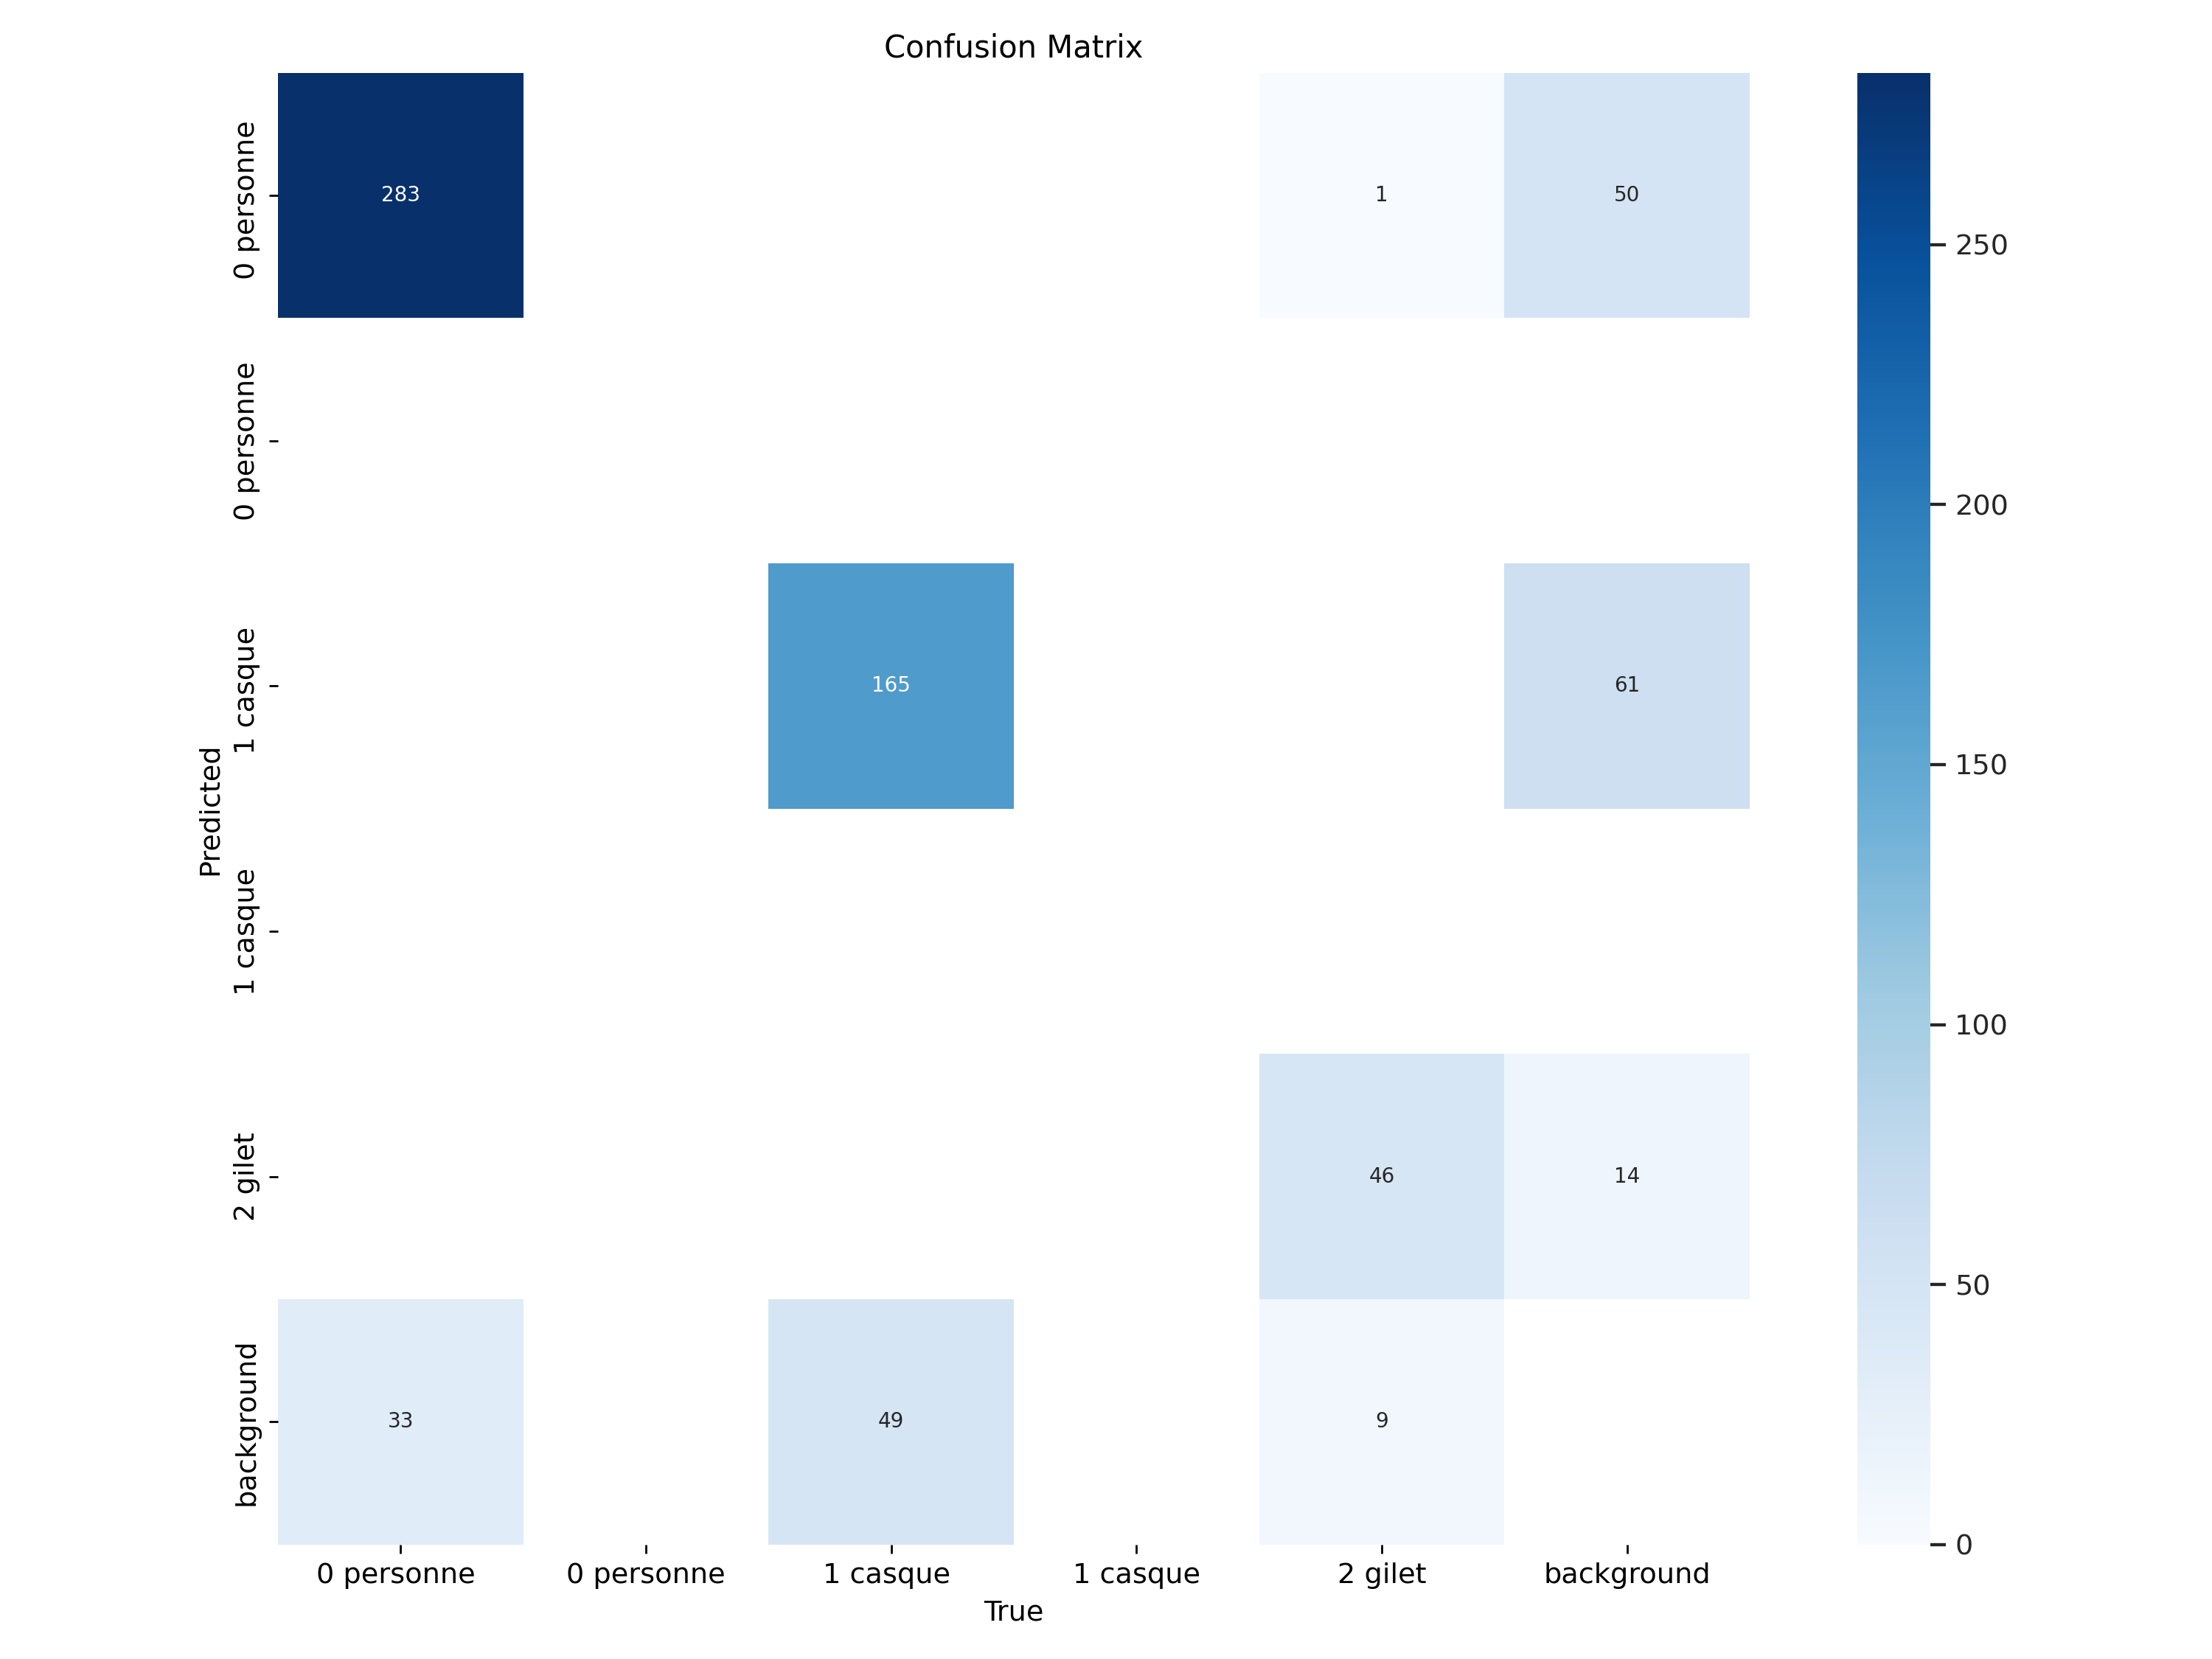 Confusion Matrix
0 personne
283
1
50
250
0 personne
200
1 casque
165
61
150
Predicted
1 casque
100
2 gilet
46
14
50
background
33
49
9
0
0 personne
0 personne
1 casque
1 casque
2 gilet
background
True